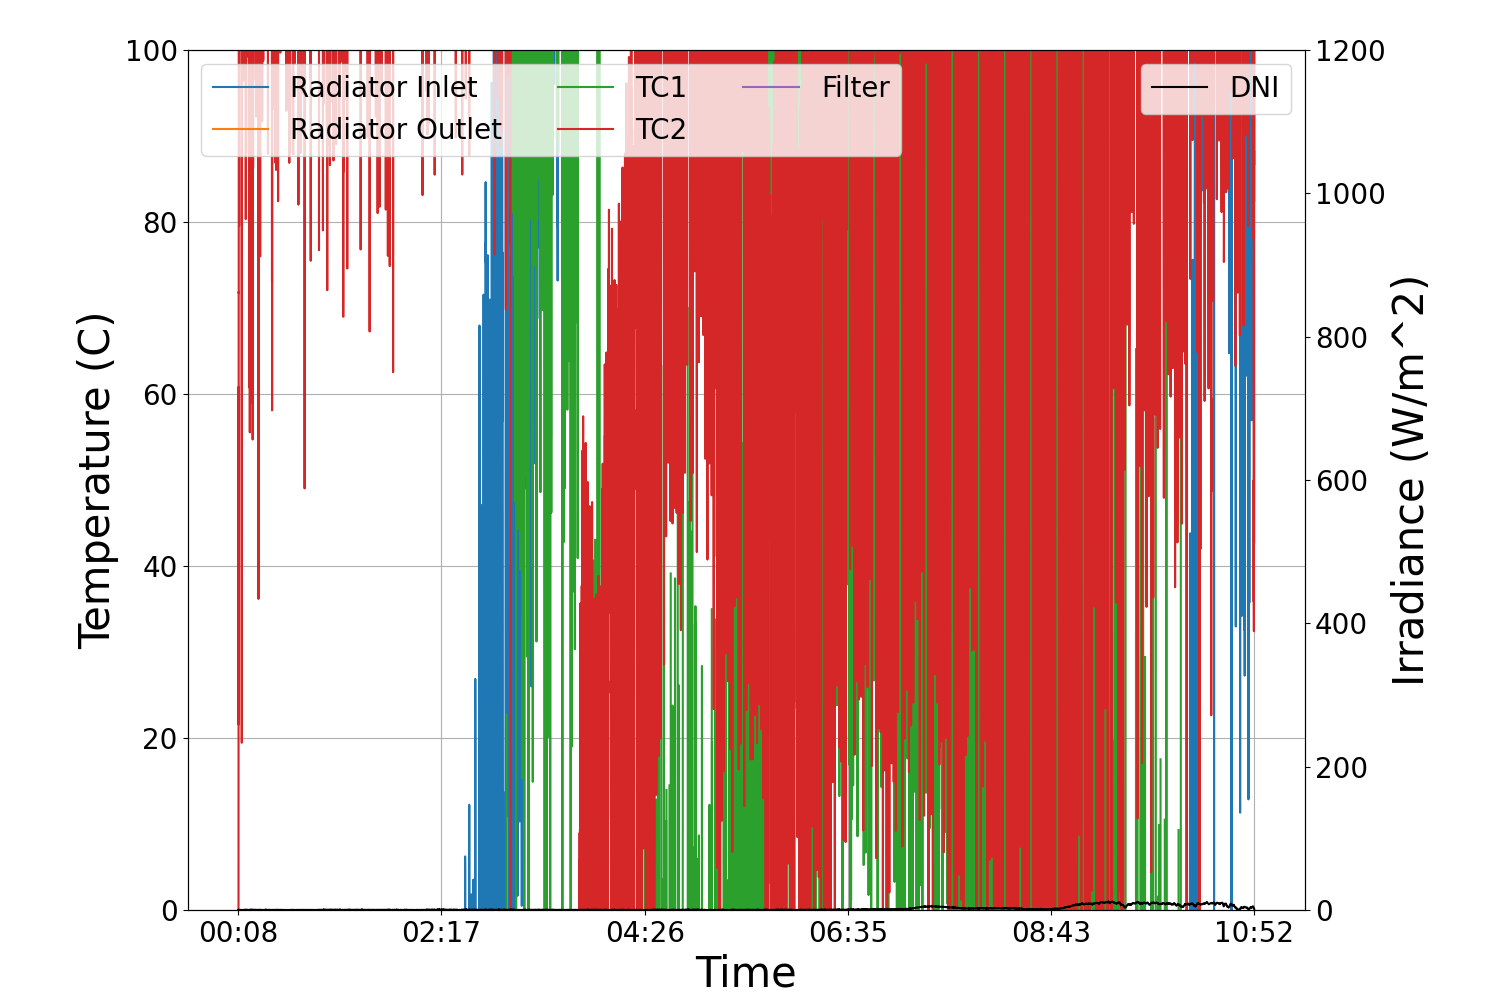 100
80
60
40
20
0
Temperature (C)
1200
1000
800
600
400
200
0
Irradiance (W/m^2)
Radiator Inlet
Radiator Outlet
TC1
TC2
Filter
DNI
00:08
02:17
04:26
06:35
08:43
10:52
Time